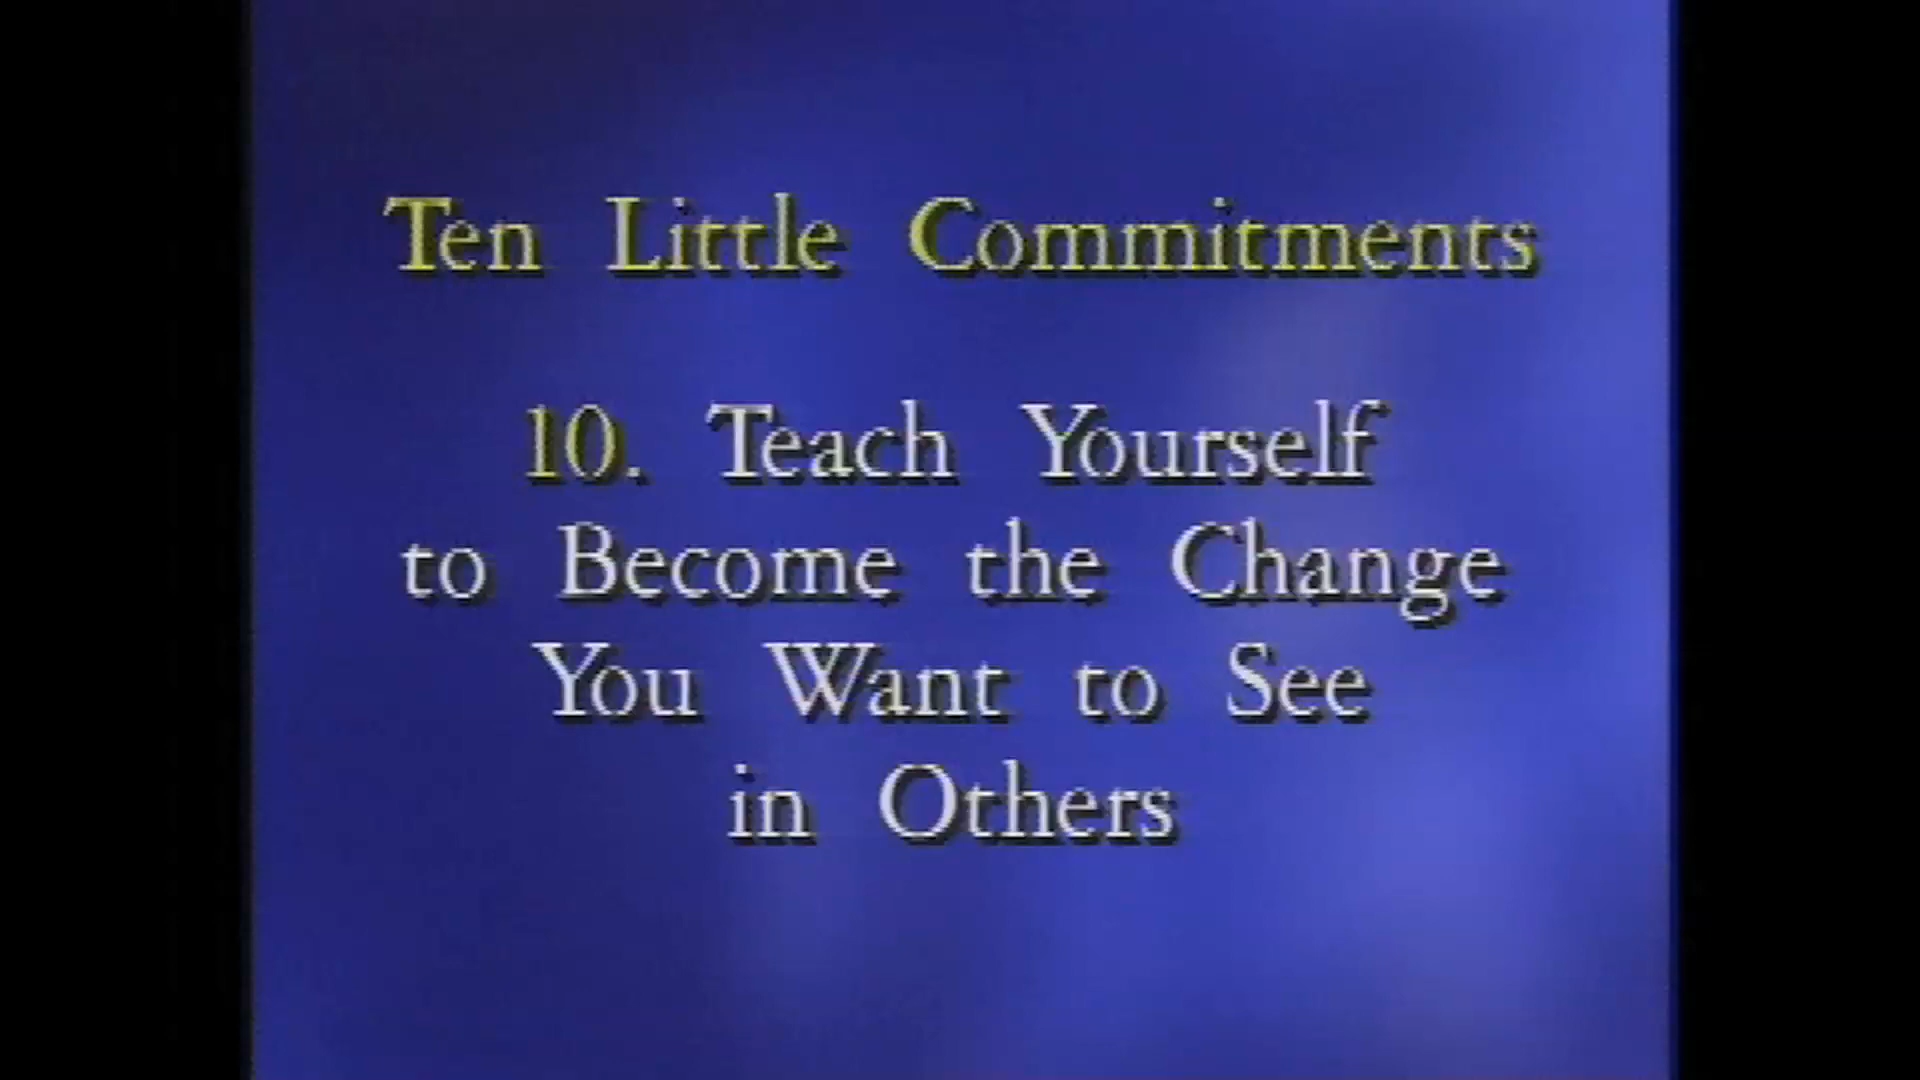 Ten Little Commitments
10. Teach Yourself
to Become the Change
You Want to See
in Others